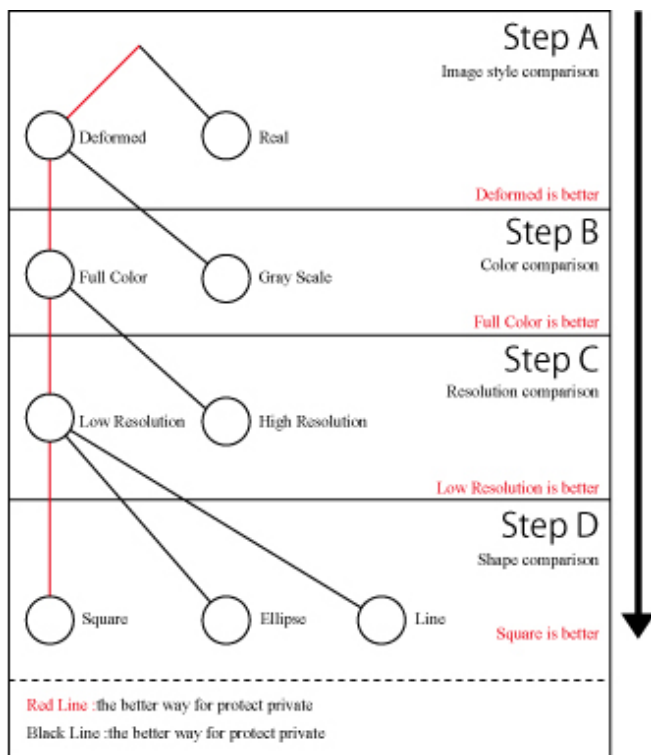 Step A
Image style comparison
Deformed
Real
Deformed is better
Step B
Color comparison
Full Color
Gray Scale
Full Color is better
Step C
Resolution comparison
Low Resolution
High Resolution
Low Resolution is better
Step D
Shape comparison
Square
Ellipse
Line
Square is better
Red Line :the better way for protect private
Black Line :the better way for protect private